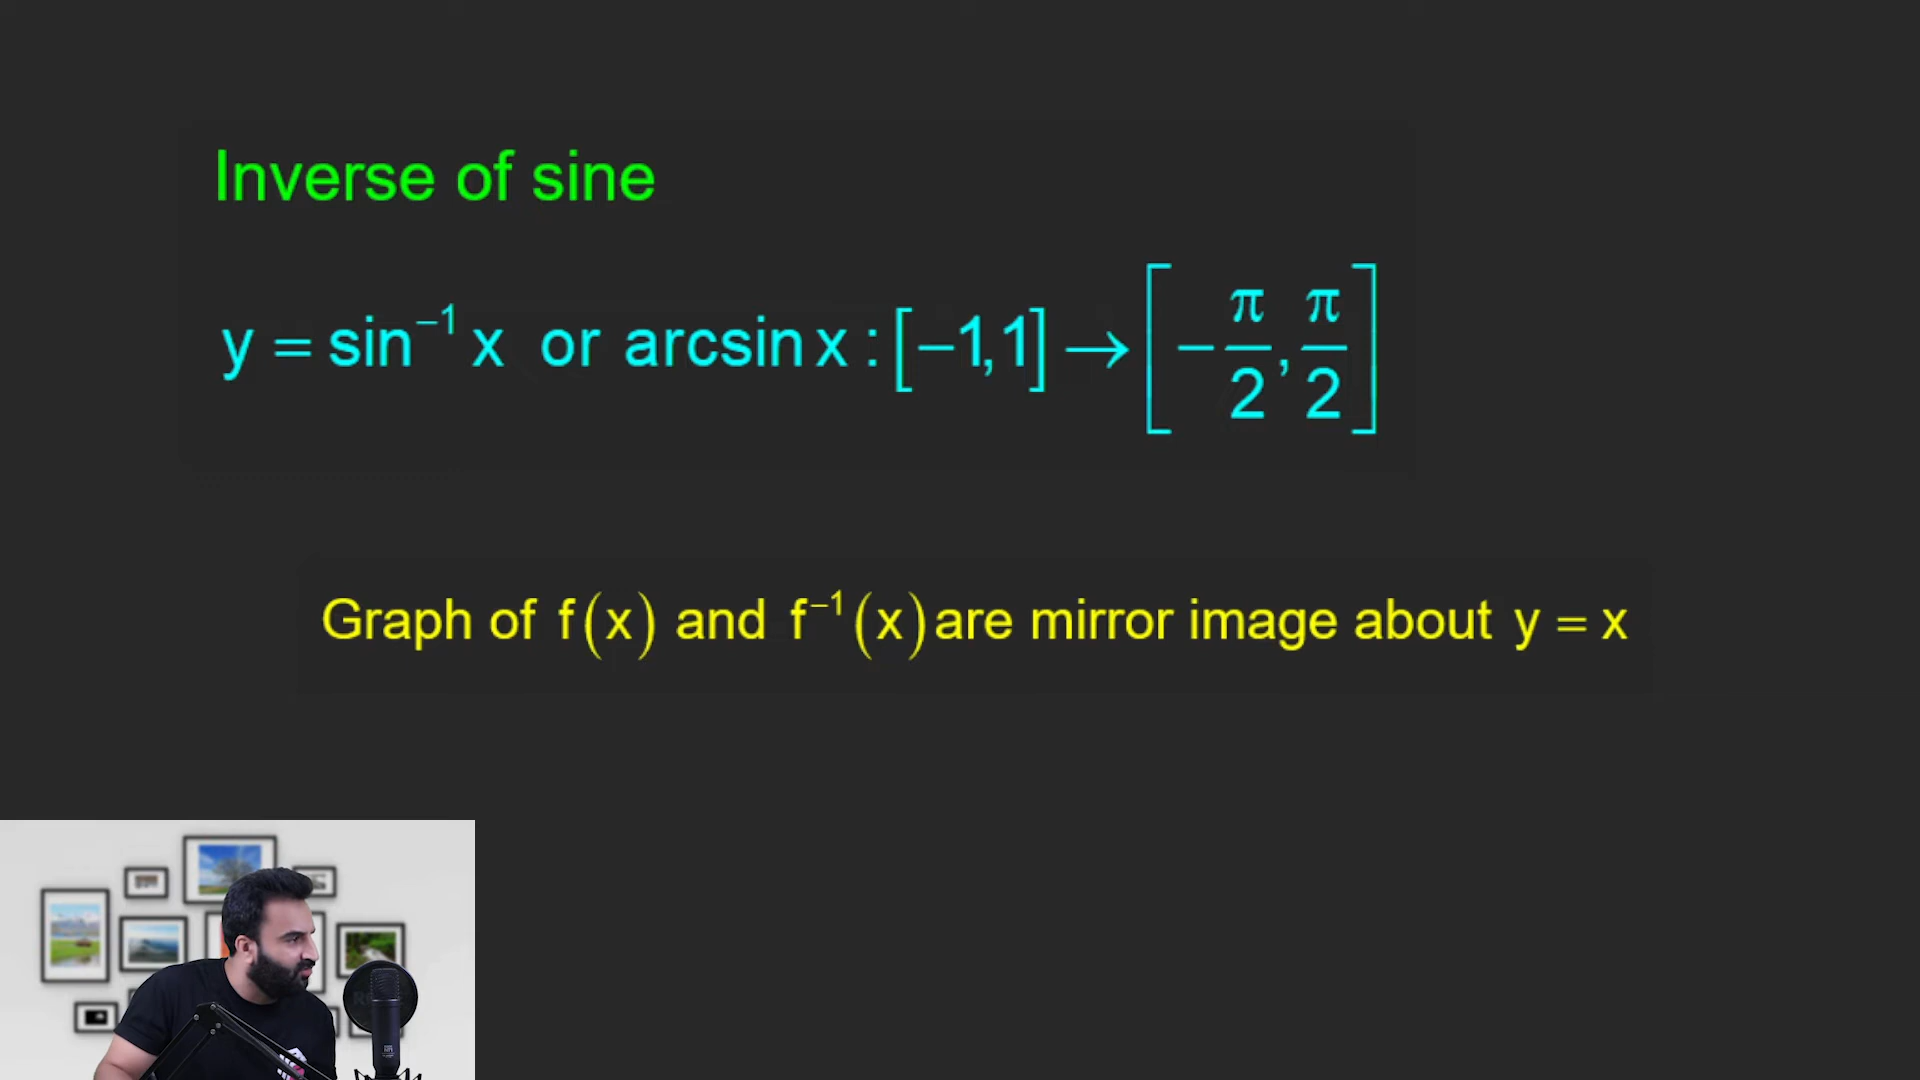 Inverse of sine
y = sin⁻¹ x or arcsin x : [−1,1] → [−π/2, π/2]
Graph of f(x) and f⁻¹(x) are mirror image about y = x